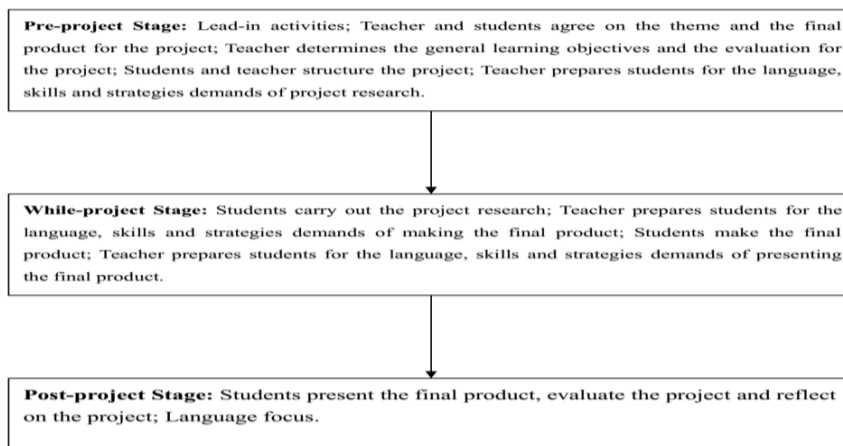 Pre-project Stage: Lead-in activities; Teacher and students agree on the theme and the final
product for the project; Teacher determines the general learning objectives and the evaluation for
the project; Students and teacher structure the project; Teacher prepares students for the language,
skills and strategies demands of project research.
While-project Stage: Students carry out the project research; Teacher prepares students for the
language, skills and strategies demands of making the final product; Students make the final
product; Teacher prepares students for the language, skills and strategies demands of presenting
the final product.
Post-project Stage: Students present the final product, evaluate the project and reflect
on the project; Language focus.